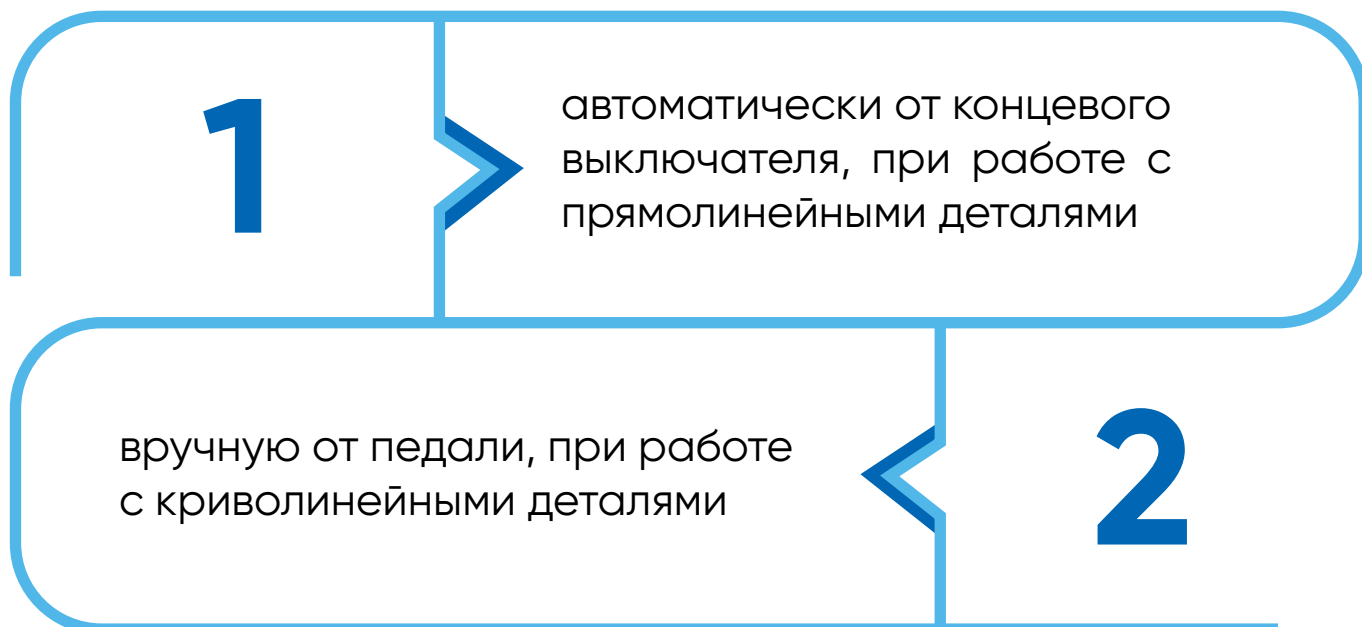 1
автоматически от концевого
выключателя, при работе с
прямолинейными деталями
вручную от педали, при работе
с криволинейными деталями
2